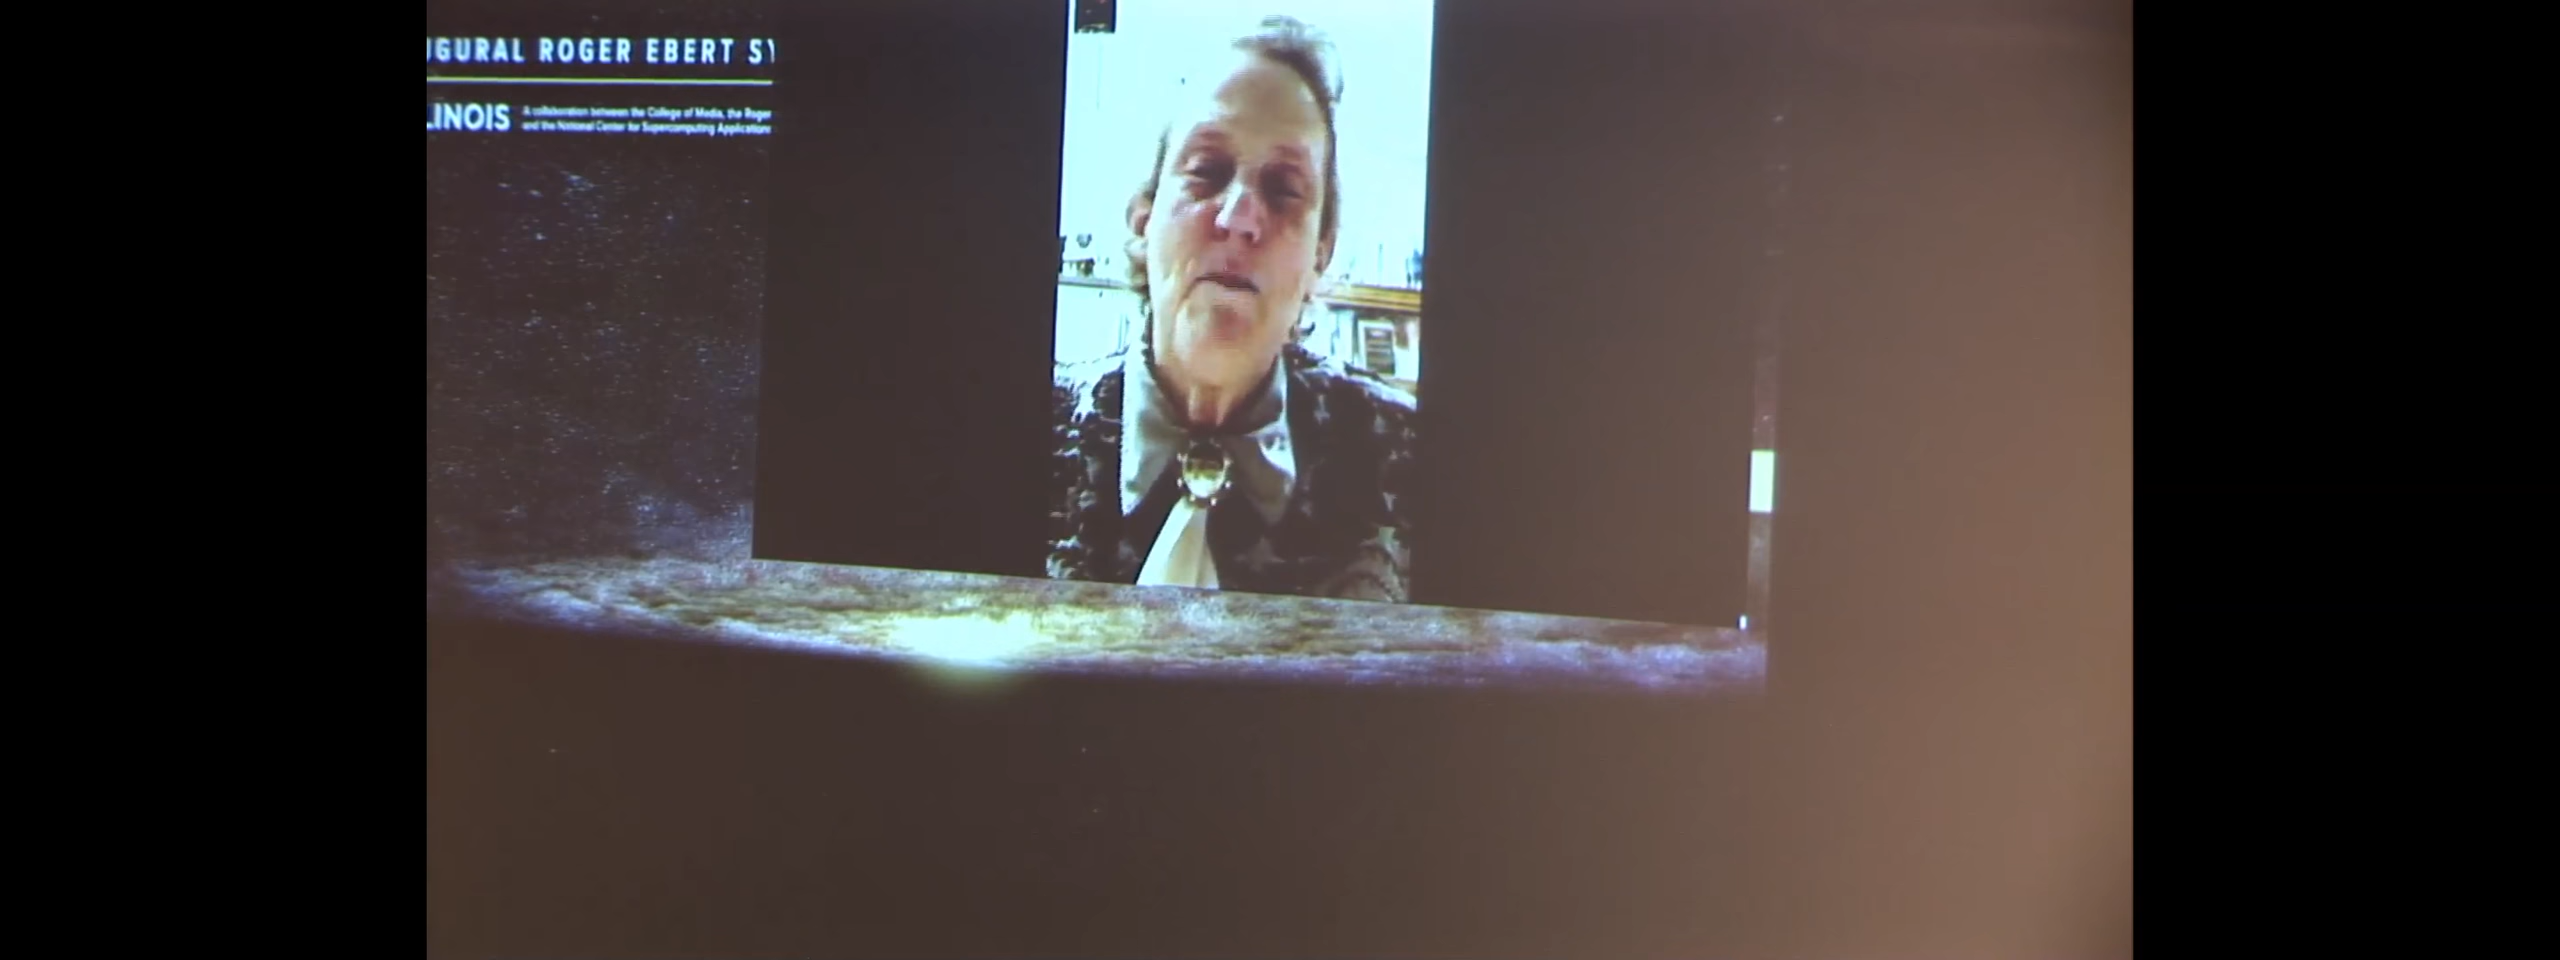 UGURAL ROGER EBERT SY
LINOIS
A collaboration between the College of Media, the Roger
and the National Center for Supercomputing Applications